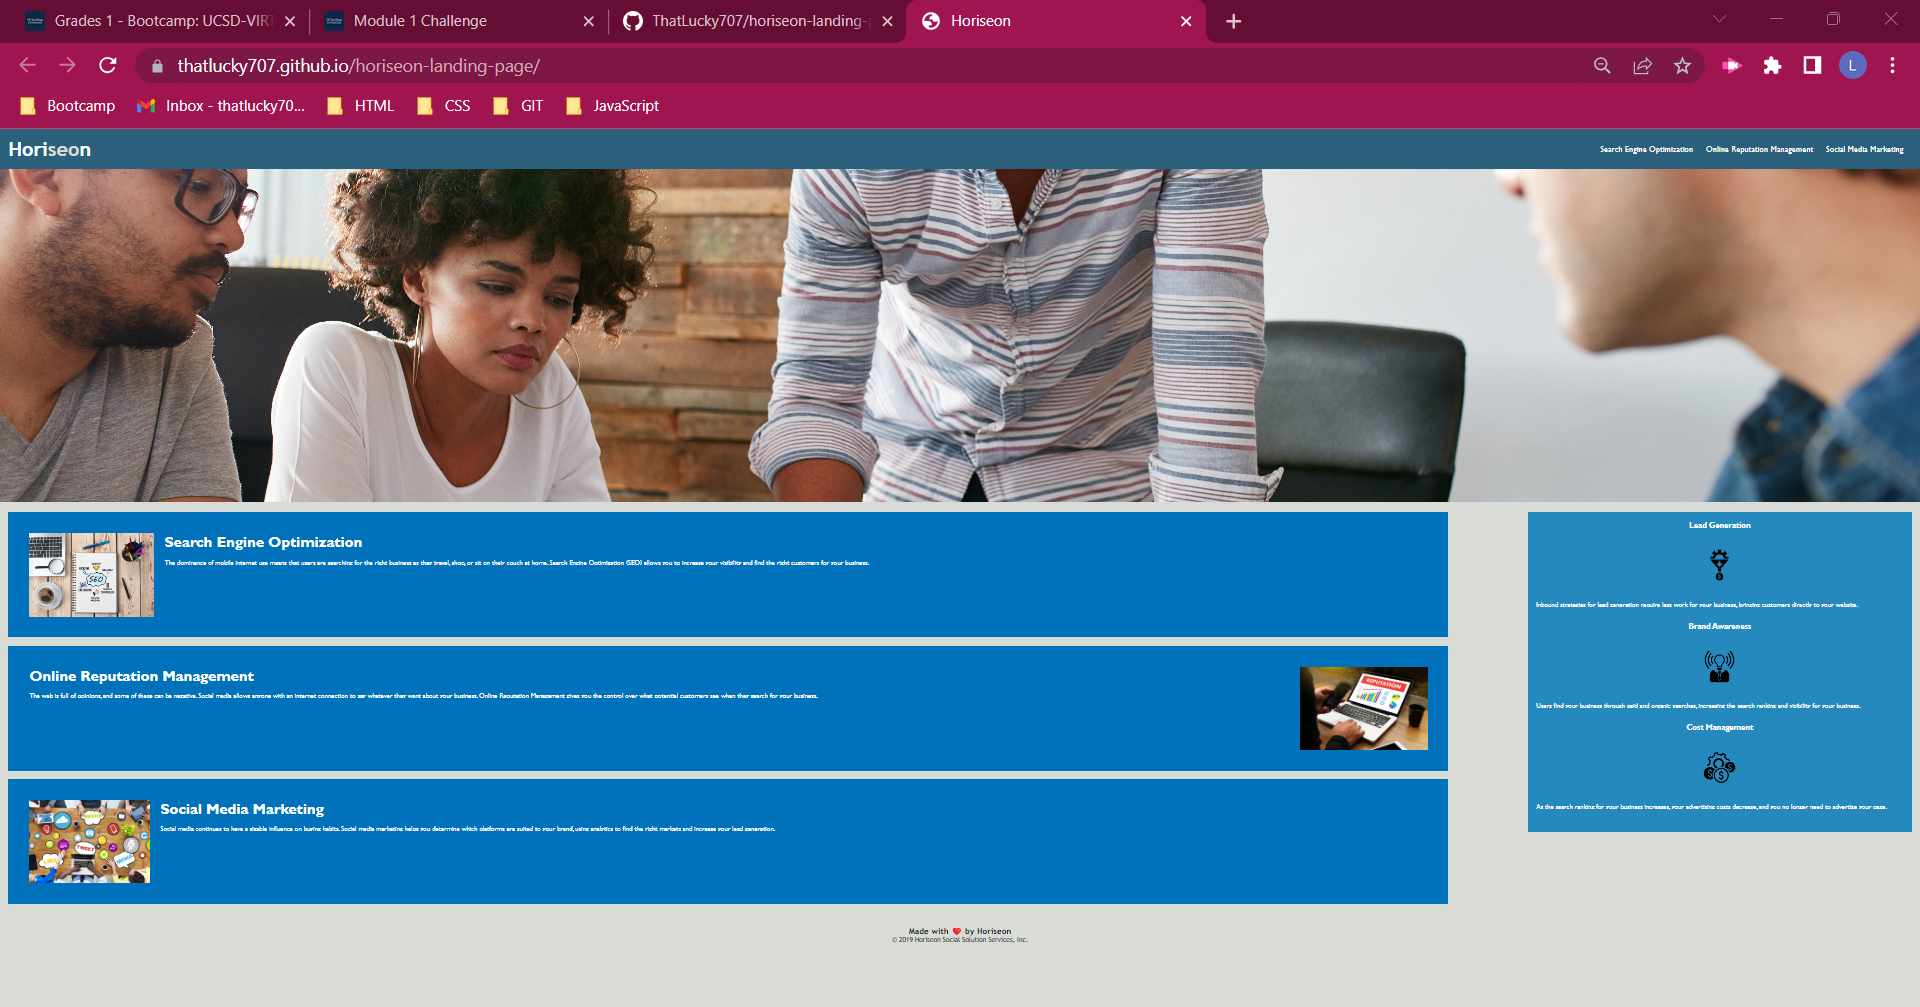 Grades 1 - Bootcamp: UCSD-VIRT
Module 1 Challenge
ThatLucky707/horiseon-landing-p
Horiseon
thatlucky707.github.io/horiseon-landing-page/
L
Bootcamp
Inbox - thatlucky70...
HTML
CSS
GIT
JavaScript
Horiseon
Search Engine Optimization
Online Reputation Management
Social Media Marketing
SEO
Search Engine Optimization
The dominance of mobile internet use means that users are searching for the right business as they travel, shop, or sit on their couch at home. Search Engine Optimization (SEO) allows you to increase your visibility and find the right customers for your business.
Online Reputation Management
The web is full of opinions, and some of these can be negative. Social media allows anyone with an internet connection to say whatever they want about your business. Online Reputation Management gives you the control over what potential customers see when they search for your business.
REPUTATION
Social Media Marketing
Social media continues to have a sizable influence on buying habits. Social media marketing helps you determine which platforms are suited to your brand, using analytics to find the right markets and increase your lead generation.
TWEET
LIKE
MEDIA
Lead Generation
Inbound strategies for lead generation require less work for your business, bringing customers directly to your website.
Brand Awareness
Users find your business through paid and organic searches, increasing the search ranking and visibility for your business.
Cost Management
As the search ranking for your business increases, your advertising costs decrease, and you no longer need to advertise your page.
Made with ❤️ by Horiseon
© 2019 Horiseon Social Solution Services, Inc.